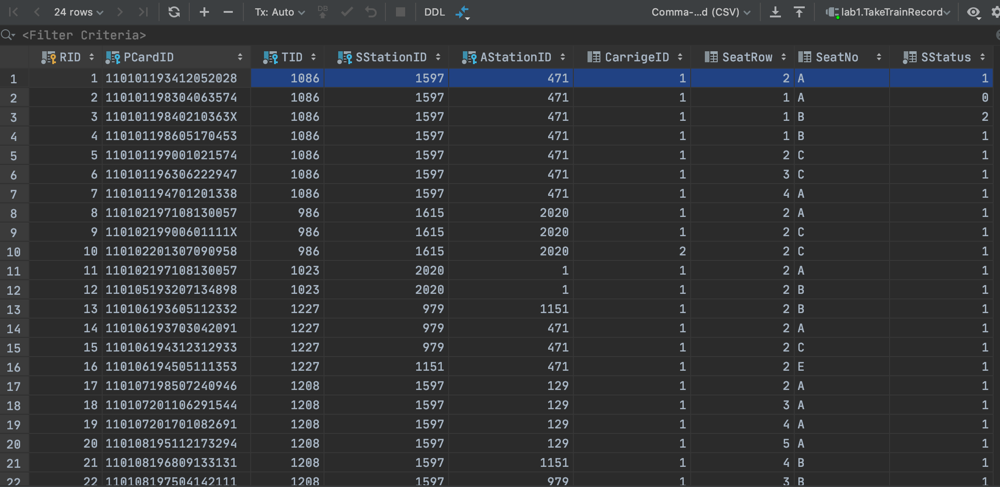 24 rows Tx: Auto DB DDL Comma-...d (CSV) lab1.TakeTrainRecord
<Filter Criteria>
RID PCardID TID SStationID AStationID CarrigeID SeatRow SeatNo SStatus
1 1 110101193412052028 1086 1597 471 1 2 A 1
2 2 110101198304063574 1086 1597 471 1 1 A 0
3 3 11010119840210363X 1086 1597 471 1 1 B 2
4 4 110101198605170453 1086 1597 471 1 1 B 1
5 5 110101199001021574 1086 1597 471 1 2 C 1
6 6 110101196306222947 1086 1597 471 1 3 C 1
7 7 110101194701201338 1086 1597 471 1 4 A 1
8 8 110102197108130057 986 1615 2020 1 2 A 1
9 9 11010219900601111X 986 1615 2020 1 2 C 1
10 10 110102201307090958 986 1615 2020 2 2 C 1
11 11 110102197108130057 1023 2020 1 1 2 A 1
12 12 110105193207134898 1023 2020 1 1 2 B 1
13 13 110106193605112332 1227 979 1151 1 2 B 1
14 14 110106193703042091 1227 979 471 1 2 A 1
15 15 110106194312312933 1227 979 471 1 2 C 1
16 16 110106194505111353 1227 1151 471 1 2 E 1
17 17 110107198507240946 1208 1597 129 1 2 A 1
18 18 110107201106291544 1208 1597 129 1 3 A 1
19 19 110107201701082691 1208 1597 129 1 4 A 1
20 20 110108195112173294 1208 1597 129 1 5 A 1
21 21 110108196809133131 1208 1597 1151 1 4 B 1
22 22 110108197504142111 1208 1597 979 1 3 B 1